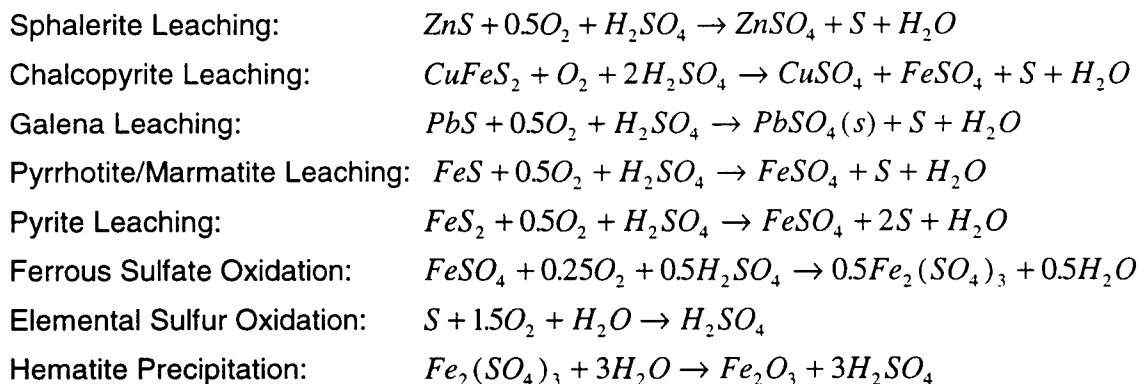 Sphalerite Leaching: ZnS + 0.5O₂ + H₂SO₄ → ZnSO₄ + S + H₂O
Chalcopyrite Leaching: CuFeS₂ + O₂ + 2H₂SO₄ → CuSO₄ + FeSO₄ + S + H₂O
Galena Leaching: PbS + 0.5O₂ + H₂SO₄ → PbSO₄(s) + S + H₂O
Pyrrhotite/Marmatite Leaching: FeS + 0.5O₂ + H₂SO₄ → FeSO₄ + S + H₂O
Pyrite Leaching: FeS₂ + 0.5O₂ + H₂SO₄ → FeSO₄ + 2S + H₂O
Ferrous Sulfate Oxidation: FeSO₄ + 0.25O₂ + 0.5H₂SO₄ → 0.5Fe₂(SO₄)₃ + 0.5H₂O
Elemental Sulfur Oxidation: S + 1.5O₂ + H₂O → H₂SO₄
Hematite Precipitation: Fe₂(SO₄)₃ + 3H₂O → Fe₂O₃ + 3H₂SO₄